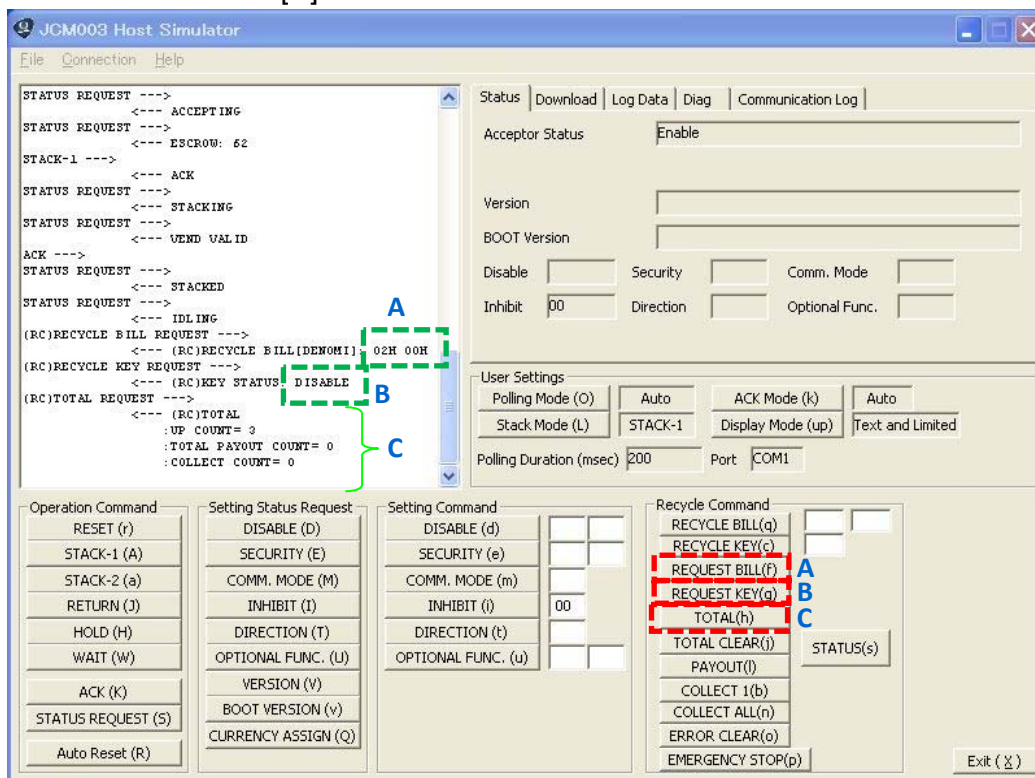 JCM003 Host Simulator
File Connection Help
STATUS REQUEST --->
<--- ACCEPTING
STATUS REQUEST --->
<--- ESCROW: 62
STACK-1 --->
<--- ACK
STATUS REQUEST --->
<--- STACKING
STATUS REQUEST --->
<--- VEND VALID
ACK --->
STATUS REQUEST --->
<--- STACKED
STATUS REQUEST --->
<--- IDLING
(RC)RECYCLE BILL REQUEST --->
<--- (RC)RECYCLE BILL[DENOMI]: 02H 00H
(RC)RECYCLE KEY REQUEST --->
<--- (RC)KEY STATUS: DISABLE
(RC)TOTAL REQUEST --->
<--- (RC)TOTAL
:UP COUNT= 3
:TOTAL PAYOUT COUNT= 0
:COLLECT COUNT= 0
A
B
C
Status Download Log Data Diag Communication Log
Acceptor Status Enable
Version
BOOT Version
Disable Security Comm. Mode
Inhibit 00 Direction Optional Func.
User Settings
Polling Mode (O) Auto ACK Mode (k) Auto
Stack Mode (L) STACK-1 Display Mode (up) Text and Limited
Polling Duration (msec) 200 Port COM1
Operation Command
RESET (r)
STACK-1 (A)
STACK-2 (a)
RETURN (J)
HOLD (H)
WAIT (W)
ACK (K)
STATUS REQUEST (S)
Auto Reset (R)
Setting Status Request
DISABLE (D)
SECURITY (E)
COMM. MODE (M)
INHIBIT (I)
DIRECTION (T)
OPTIONAL FUNC. (U)
VERSION (V)
BOOT VERSION (v)
CURRENCY ASSIGN (Q)
Setting Command
DISABLE (d)
SECURITY (e)
COMM. MODE (m)
INHIBIT (i) 00
DIRECTION (t)
OPTIONAL FUNC. (u)
Recycle Command
RECYCLE BILL(q)
RECYCLE KEY(c)
REQUEST BILL(f) A
REQUEST KEY(g) B
TOTAL(h) C
TOTAL CLEAR(j)
STATUS(s)
PAYOUT(l)
COLLECT 1(b)
COLLECT ALL(n)
ERROR CLEAR(o)
EMERGENCY STOP(p)
Exit ( X )